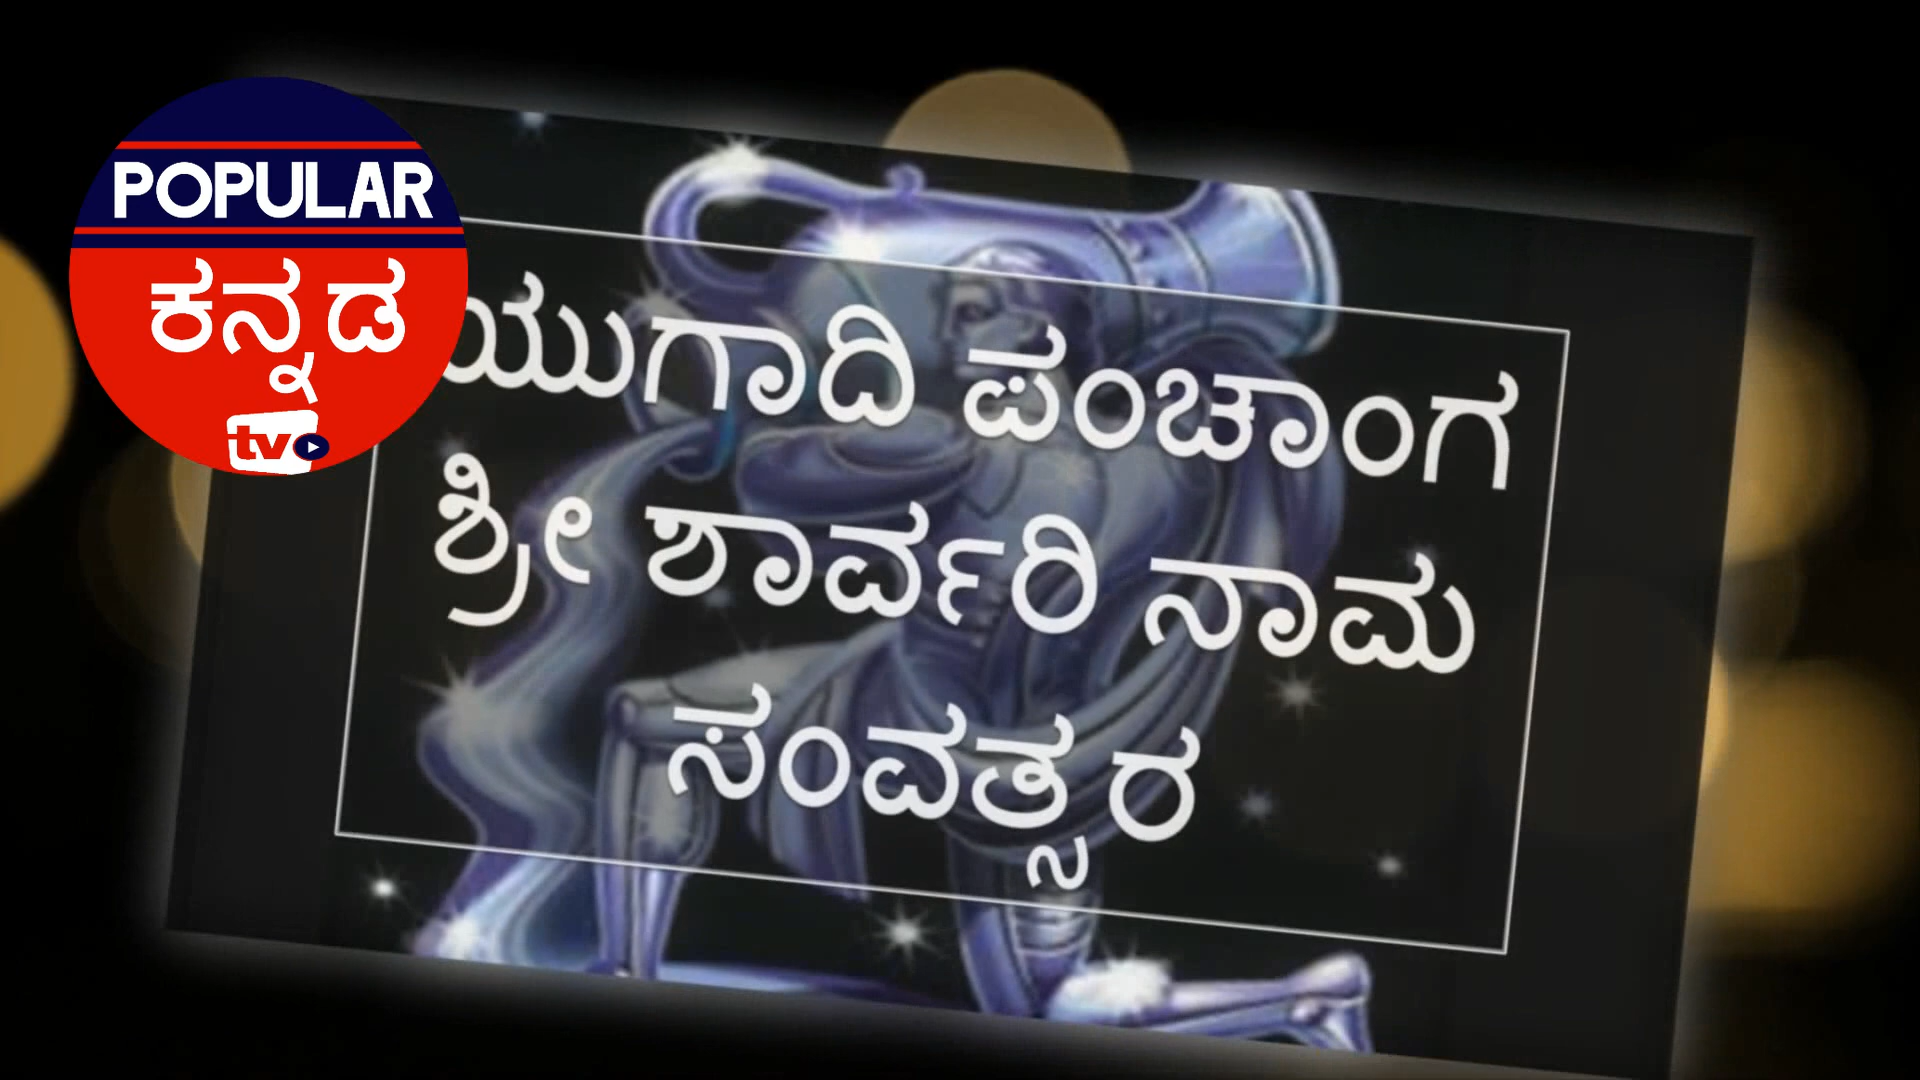 POPULAR
ಕನ್ನಡ
tv
ಯುಗಾದಿ ಪಂಚಾಂಗ
ಶ್ರೀ ಶಾರ್ವರಿ ನಾಮ
ಸಂವತ್ಸರ